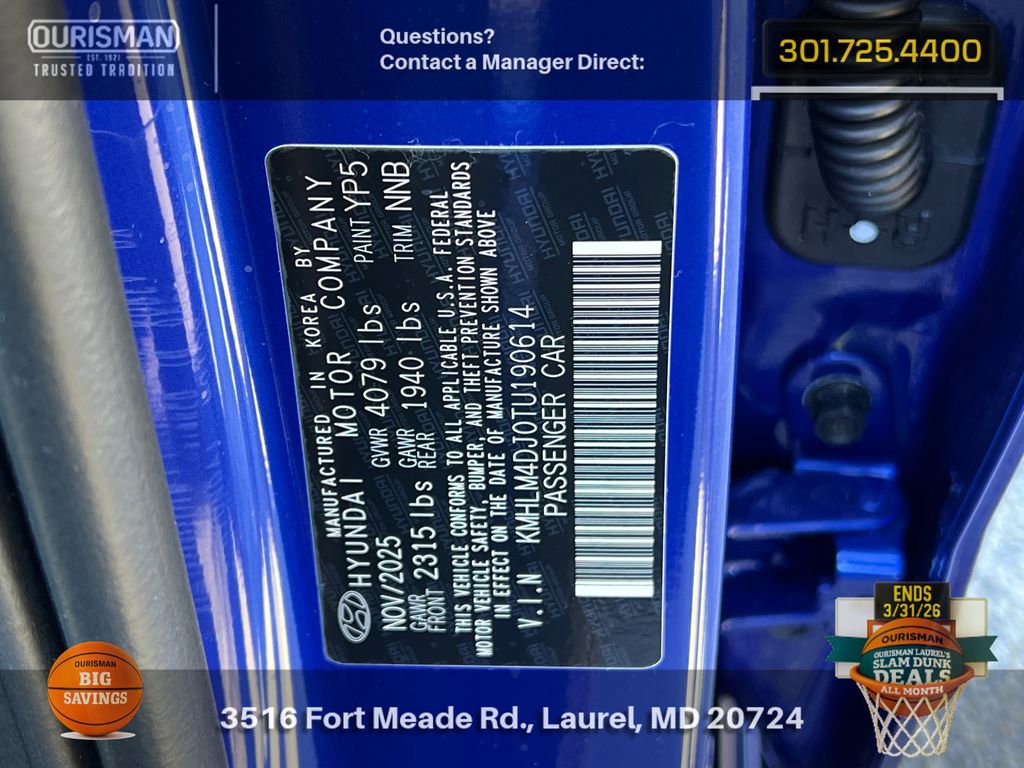 OURISMAN
EST. 1921
TRUSTED TRADITION
Questions?
Contact a Manager Direct:
301.725.4400
MANUFACTURED IN KOREA BY
HYUNDAI MOTOR COMPANY
NOV/2025 GVWR 4079 lbs PAINT YP5
GAWR FRONT 2315 lbs GAWR REAR 1940 lbs TRIM NNB
THIS VEHICLE CONFORMS TO ALL APPLICABLE U.S.A. FEDERAL
MOTOR VEHICLE SAFETY, BUMPER, AND THEFT PREVENTION STANDARDS
IN EFFECT ON THE DATE OF MANUFACTURE SHOWN ABOVE
V.I.N KMHLM4DJ0TU190614
PASSENGER CAR
OURISMAN
BIG
SAVINGS
3516 Fort Meade Rd., Laurel, MD 20724
ENDS
3/31/26
OURISMAN
OURISMAN LAUREL'S
SLAM DUNK
DEALS
ALL MONTH